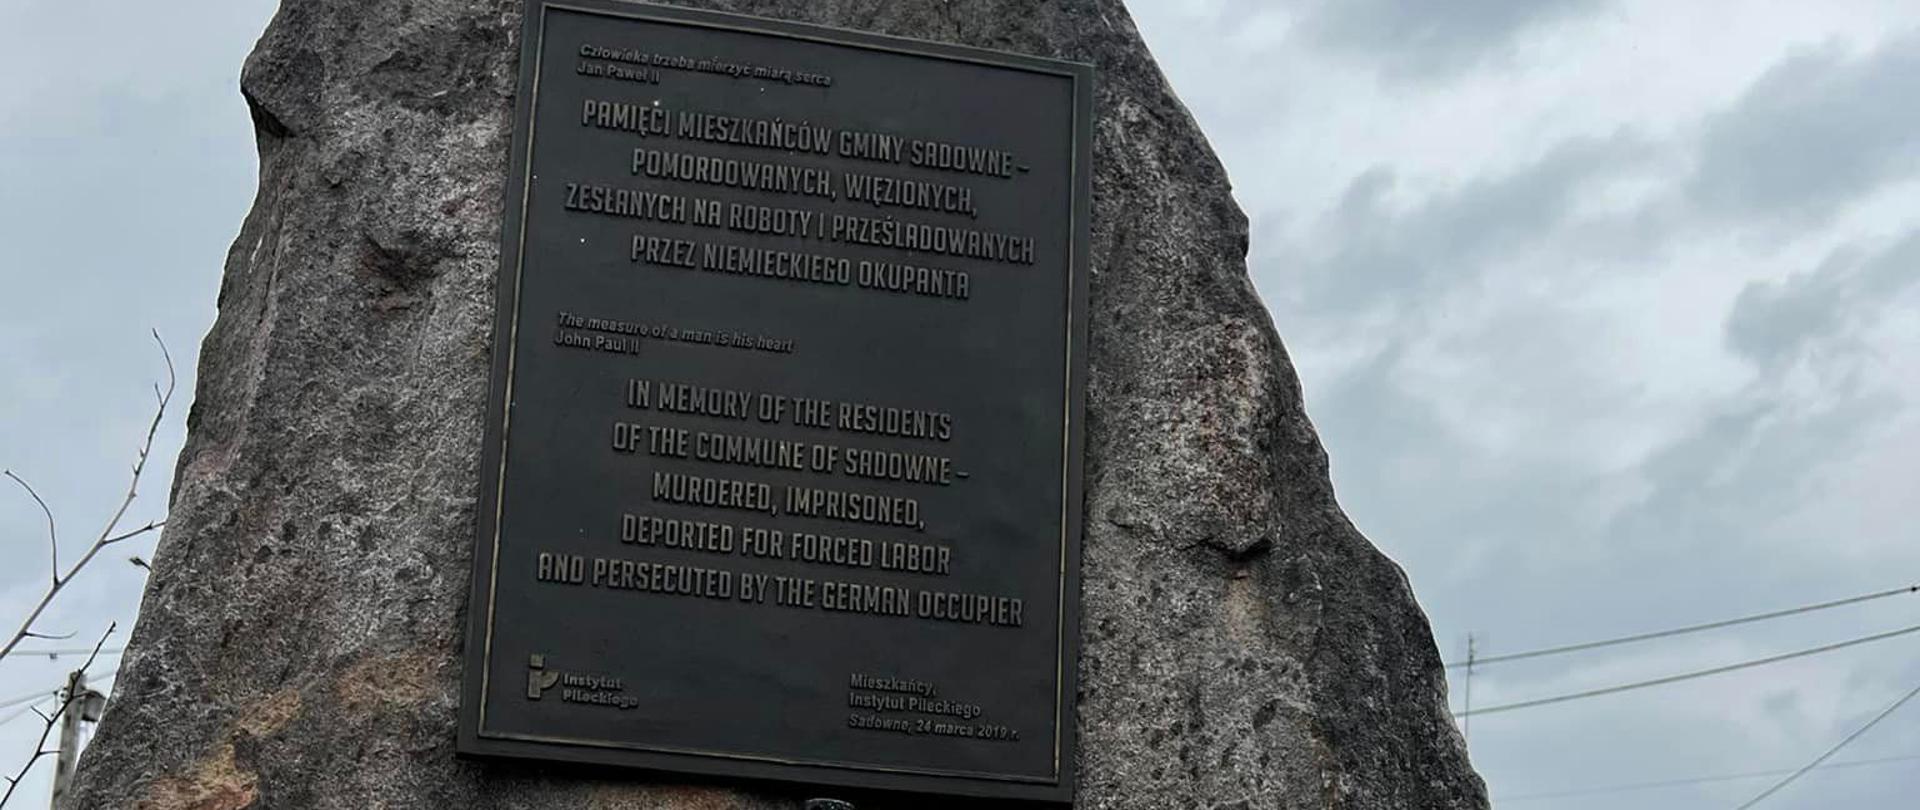 Człowieka trzeba mierzyć miarą serca
Jan Paweł II
PAMIĘCI MIESZKAŃCÓW GMINY SADOWNE –
POMORDOWANYCH, WIĘZIONYCH,
ZESŁANYCH NA ROBOTY I PRZEŚLADOWANYCH
PRZEZ NIEMIECKIEGO OKUPANTA
The measure of a man is his heart
John Paul II
IN MEMORY OF THE RESIDENTS
OF THE COMMUNE OF SADOWNE –
MURDERED, IMPRISONED,
DEPORTED FOR FORCED LABOR
AND PERSECUTED BY THE GERMAN OCCUPIER
Instytut
Pileckiego
Mieszkańcy,
Instytut Pileckiego
Sadowne, 24 marca 2019 r.